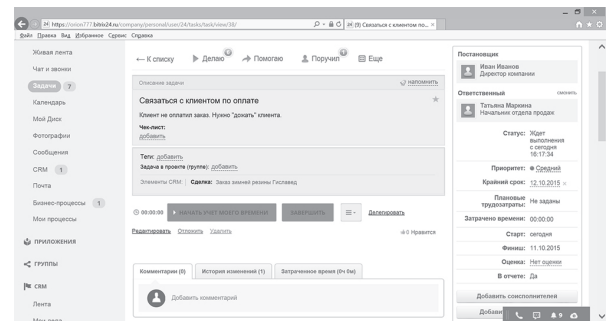 https://orion777.bitrix24.ru/company/personal/user/24/tasks/task/view/39/
24 (9) Связаться с клиентом по... ×
Файл Правка Вид Избранное Сервис Справка
Живая лента
Чат и звонки
Задачи 7
Календарь
Мой Диск
Фотографии
Сообщения
CRM 1
Почта
Бизнес-процессы 1
Мои процессы
ПРИЛОЖЕНИЯ
ГРУППЫ
CRM
Лента
Мои дела
← К списку
Делаю
Помогаю
Поручил
Еще
Описание задачи
напомнить
Связаться с клиентом по оплате
Клиент не оплатил заказ. Нужно "дожать" клиента.
Чек-лист:
добавить
Теги: добавить
Задача в проекте (группе): добавить
Элементы CRM: Сделка: Заказ зимней резины Гиславед
00:00:00
НАЧАТЬ УЧЕТ МОЕГО ВРЕМЕНИ
ЗАВЕРШИТЬ
Делегировать
Редактировать Отложить Удалить
0 Нравится
Комментарии (0)
История изменений (1)
Затраченное время (0ч 0м)
Добавить комментарий
Постановщик
Иван Иванов
Директор компании
Ответственный сменить
Татьяна Маркина
Начальник отдела продаж
Статус: Ждет
выполнения
с сегодня
16:17:34
Приоритет: Средний
Крайний срок: 12.10.2015 ×
Плановые
трудозатраты: Не заданы
Затрачено времени: 00:00:00
Старт: сегодня
Финиш: 11.10.2015
Оценка: Нет оценки
В отчете: Да
Добавить соисполнителей
Добави
9